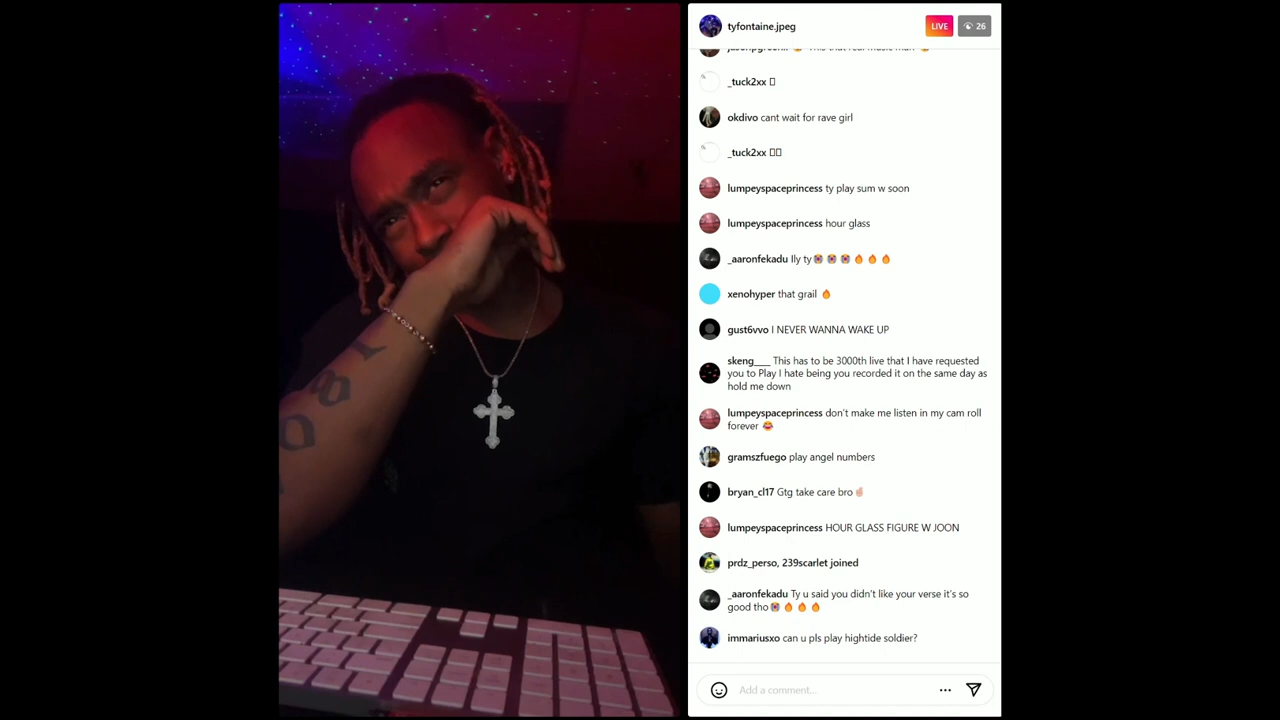 tyfontaine.jpeg
LIVE
26
_tuck2xx
okdivo cant wait for rave girl
_tuck2xx
lumpeyspaceprincess ty play sum w soon
lumpeyspaceprincess hour glass
_aaronfekadu Ily ty😭😭😭🔥🔥🔥
xenohyper that grail 🔥
gust6vvo I NEVER WANNA WAKE UP
skeng___ This has to be 3000th live that I have requested
you to Play I hate being you recorded it on the same day as
hold me down
lumpeyspaceprincess don't make me listen in my cam roll
forever 😂
gramszfuego play angel numbers
bryan_cl17 Gtg take care bro✌🏼
lumpeyspaceprincess HOUR GLASS FIGURE W JOON
prdz_perso, 239scarlet joined
_aaronfekadu Ty u said you didn't like your verse it's so
good tho😭🔥🔥🔥
immariusxo can u pls play hightide soldier?
Add a comment...